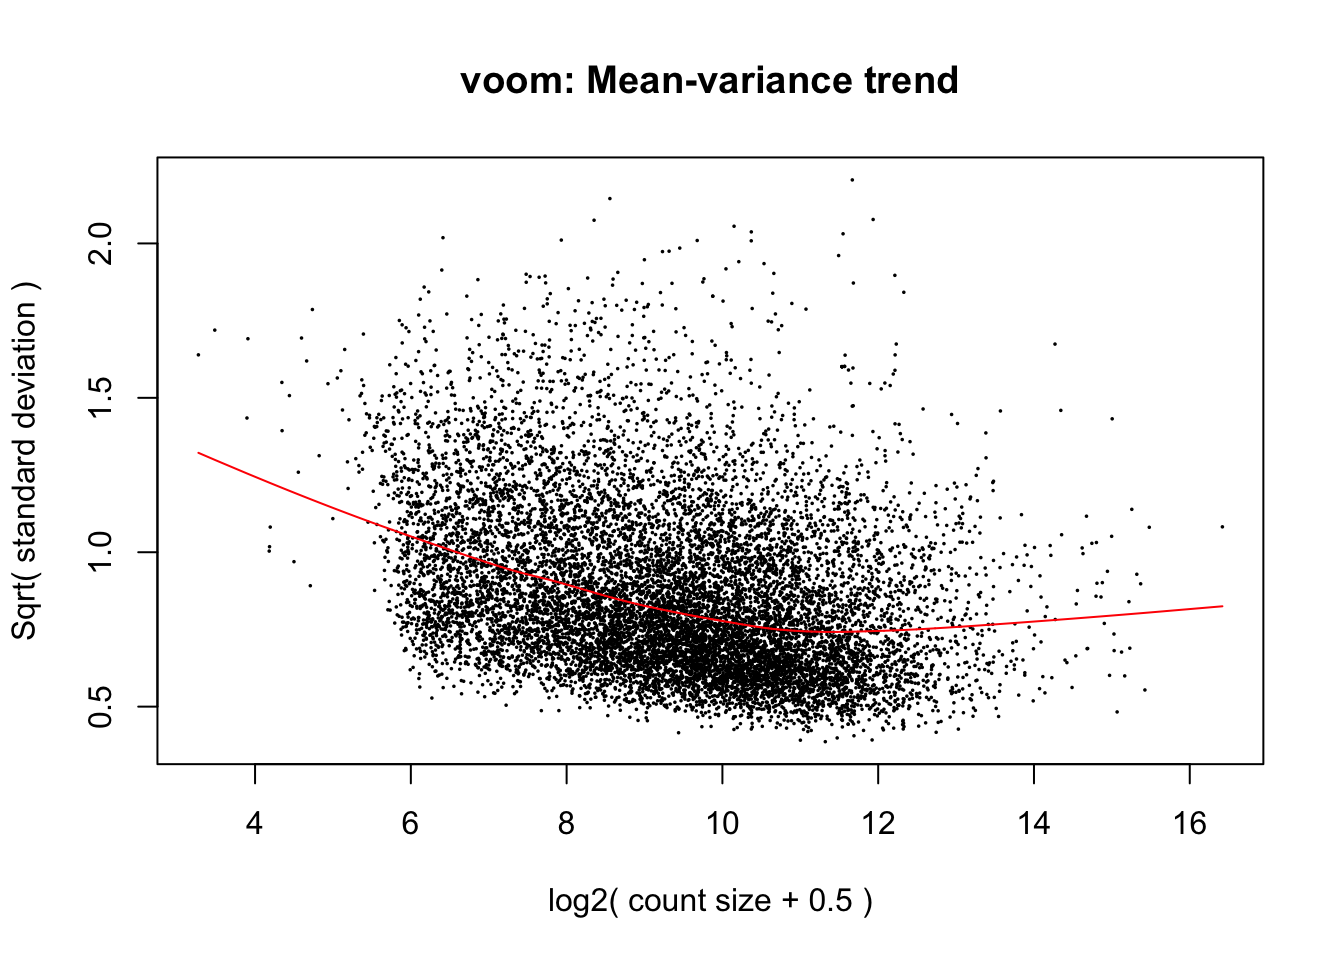 voom: Mean-variance trend
Sqrt( standard deviation )
2.0
1.5
1.0
0.5
4 6 8 10 12 14 16
log2( count size + 0.5 )